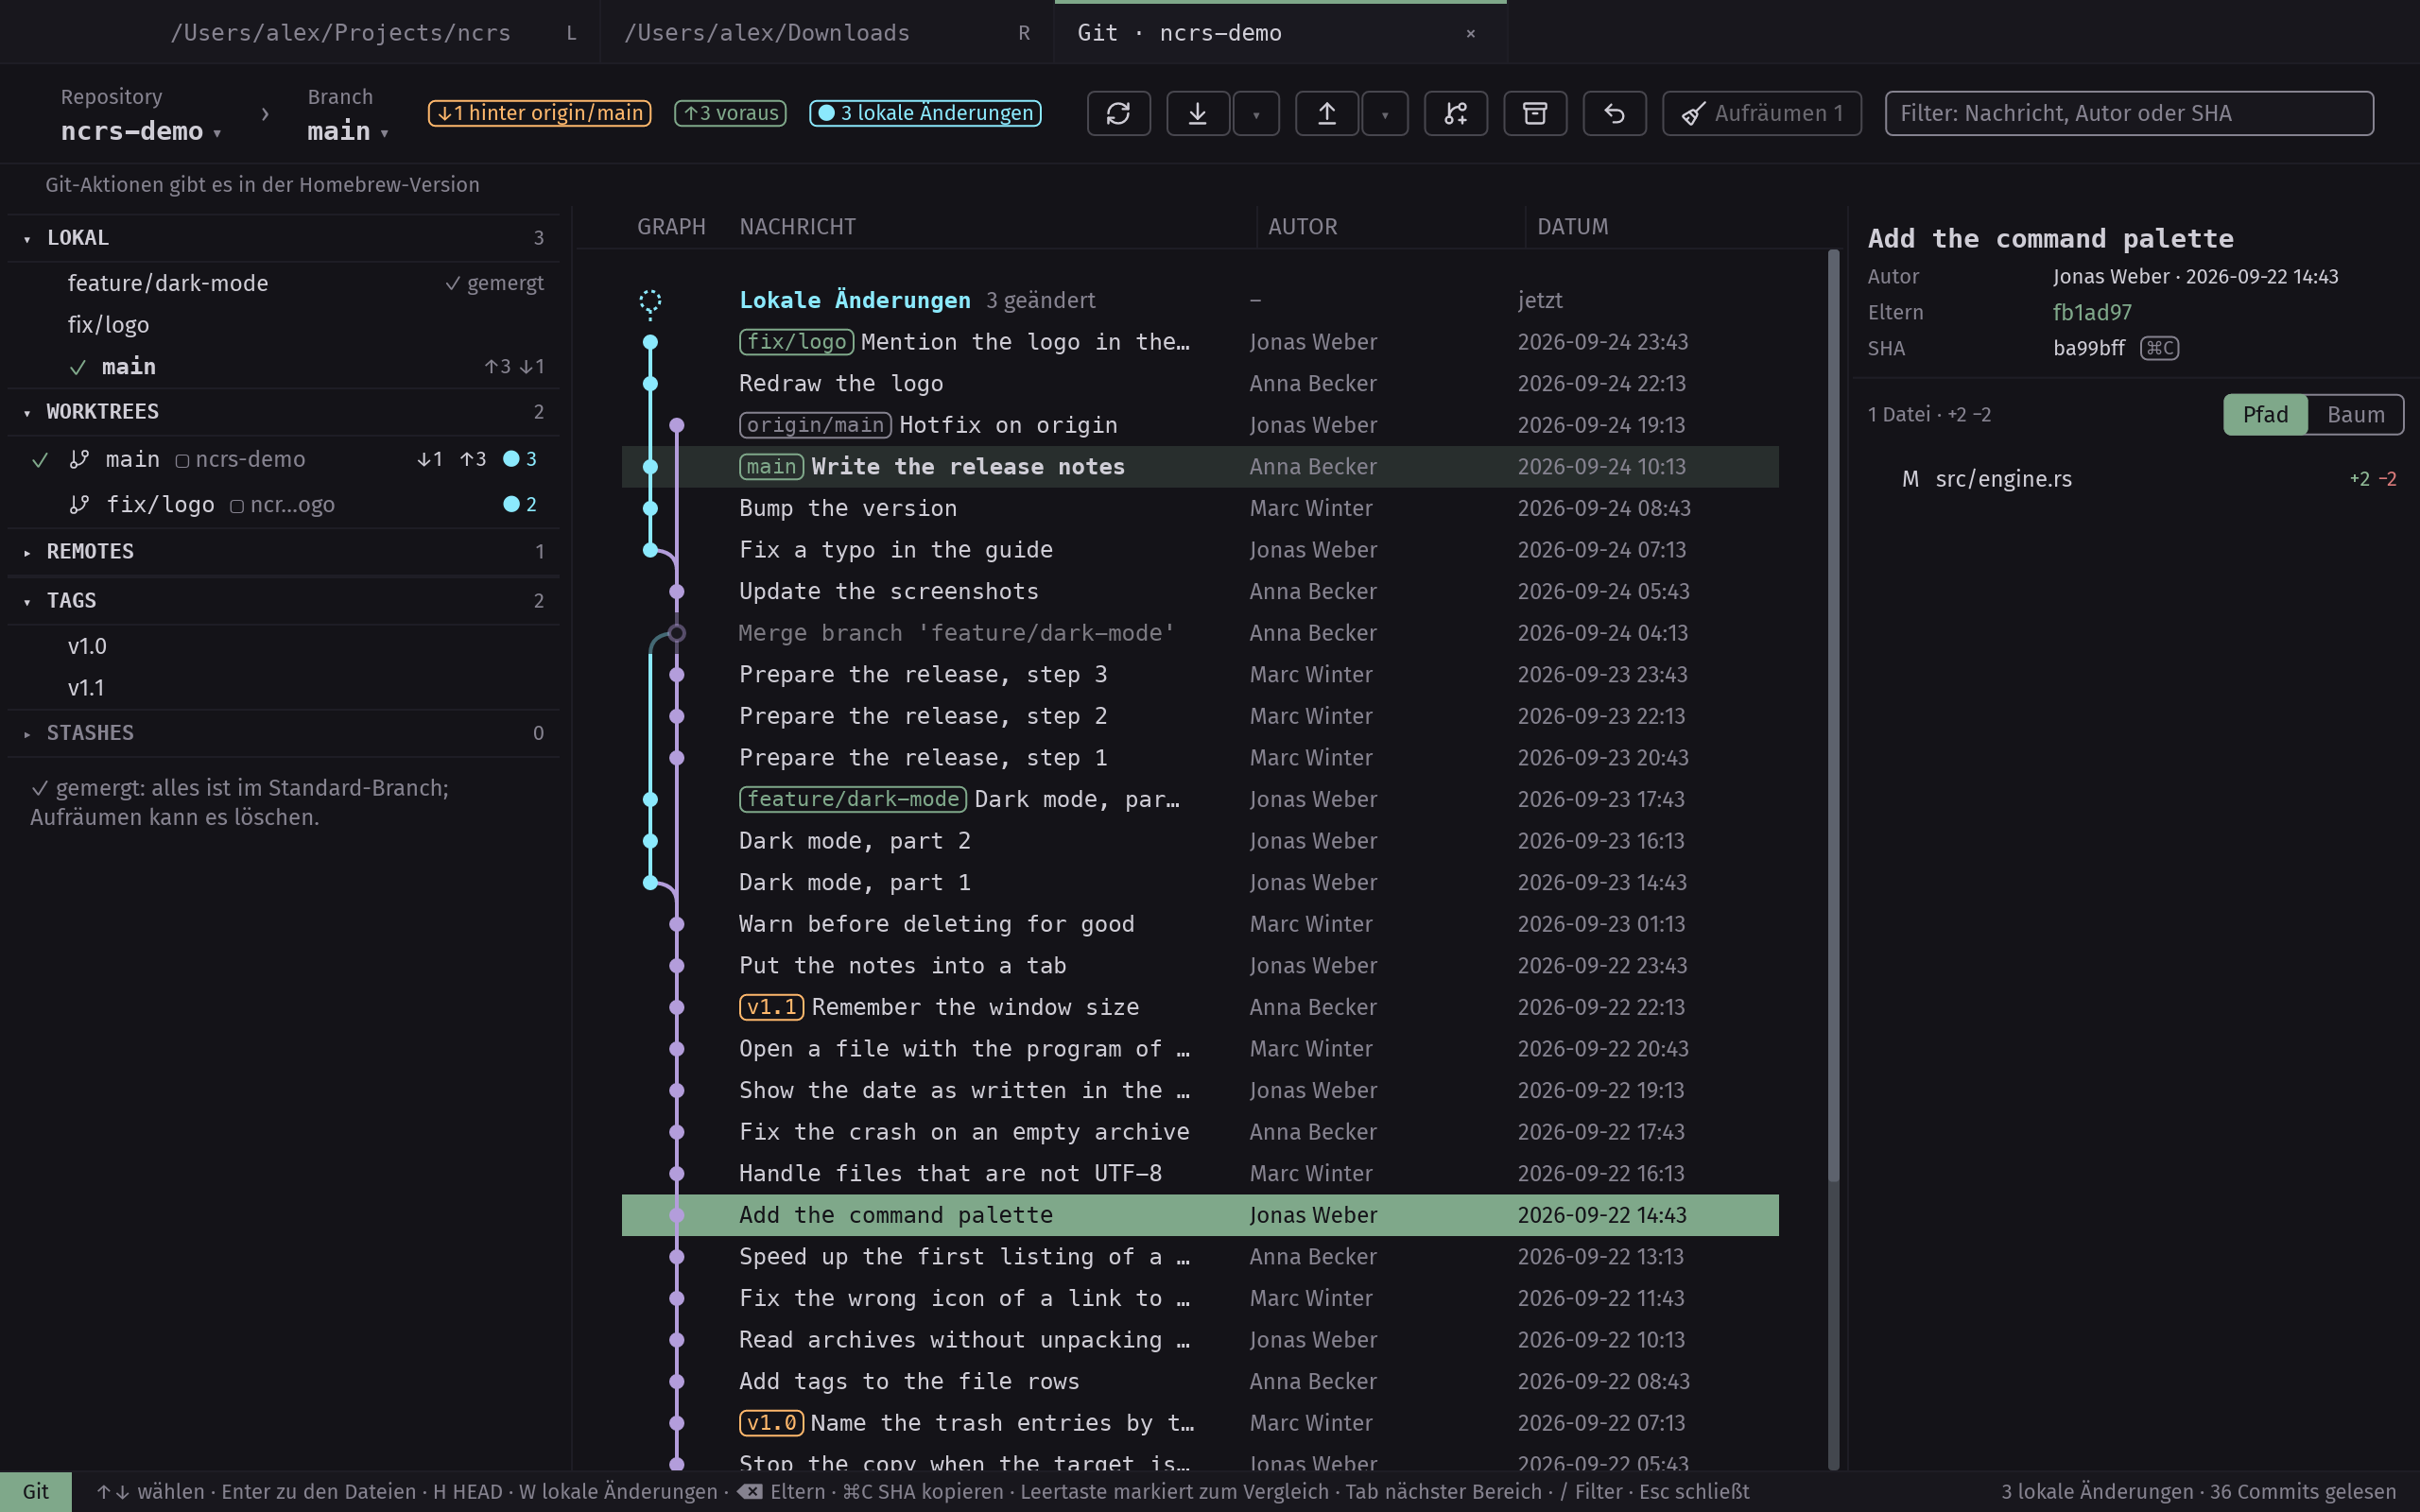 /Users/alex/Projects/ncrs L /Users/alex/Downloads R Git · ncrs-demo ×
Repository Branch
ncrs-demo ▾ › main ▾ ↓1 hinter origin/main ↑3 voraus ● 3 lokale Änderungen Aufräumen 1 Filter: Nachricht, Autor oder SHA
Git-Aktionen gibt es in der Homebrew-Version
▾ LOKAL 3
feature/dark-mode ✓ gemergt
fix/logo
✓ main ↑3 ↓1
▾ WORKTREES 2
✓ main ▢ ncrs-demo ↓1 ↑3 ● 3
fix/logo ▢ ncr…ogo ● 2
▸ REMOTES 1
▾ TAGS 2
v1.0
v1.1
▸ STASHES 0
✓ gemergt: alles ist im Standard-Branch;
Aufräumen kann es löschen.
GRAPH NACHRICHT AUTOR DATUM
Lokale Änderungen 3 geändert – jetzt
fix/logo Mention the logo in the… Jonas Weber 2026-09-24 23:43
Redraw the logo Anna Becker 2026-09-24 22:13
origin/main Hotfix on origin Jonas Weber 2026-09-24 19:13
main Write the release notes Anna Becker 2026-09-24 10:13
Bump the version Marc Winter 2026-09-24 08:43
Fix a typo in the guide Jonas Weber 2026-09-24 07:13
Update the screenshots Anna Becker 2026-09-24 05:43
Merge branch 'feature/dark-mode' Anna Becker 2026-09-24 04:13
Prepare the release, step 3 Marc Winter 2026-09-23 23:43
Prepare the release, step 2 Marc Winter 2026-09-23 22:13
Prepare the release, step 1 Marc Winter 2026-09-23 20:43
feature/dark-mode Dark mode, par… Jonas Weber 2026-09-23 17:43
Dark mode, part 2 Jonas Weber 2026-09-23 16:13
Dark mode, part 1 Jonas Weber 2026-09-23 14:43
Warn before deleting for good Marc Winter 2026-09-23 01:13
Put the notes into a tab Jonas Weber 2026-09-22 23:43
v1.1 Remember the window size Anna Becker 2026-09-22 22:13
Open a file with the program of … Marc Winter 2026-09-22 20:43
Show the date as written in the … Jonas Weber 2026-09-22 19:13
Fix the crash on an empty archive Anna Becker 2026-09-22 17:43
Handle files that are not UTF-8 Marc Winter 2026-09-22 16:13
Add the command palette Jonas Weber 2026-09-22 14:43
Speed up the first listing of a … Anna Becker 2026-09-22 13:13
Fix the wrong icon of a link to … Marc Winter 2026-09-22 11:43
Read archives without unpacking … Jonas Weber 2026-09-22 10:13
Add tags to the file rows Anna Becker 2026-09-22 08:43
v1.0 Name the trash entries by t… Marc Winter 2026-09-22 07:13
Stop the copy when the target is… Jonas Weber 2026-09-22 05:43
Add the command palette
Autor Jonas Weber · 2026-09-22 14:43
Eltern fb1ad97
SHA ba99bff ⌘C
1 Datei · +2 −2 Pfad Baum
M src/engine.rs +2 −2
Git ↑↓ wählen · Enter zu den Dateien · H HEAD · W lokale Änderungen · ⌫ Eltern · ⌘C SHA kopieren · Leertaste markiert zum Vergleich · Tab nächster Bereich · / Filter · Esc schließt 3 lokale Änderungen · 36 Commits gelesen